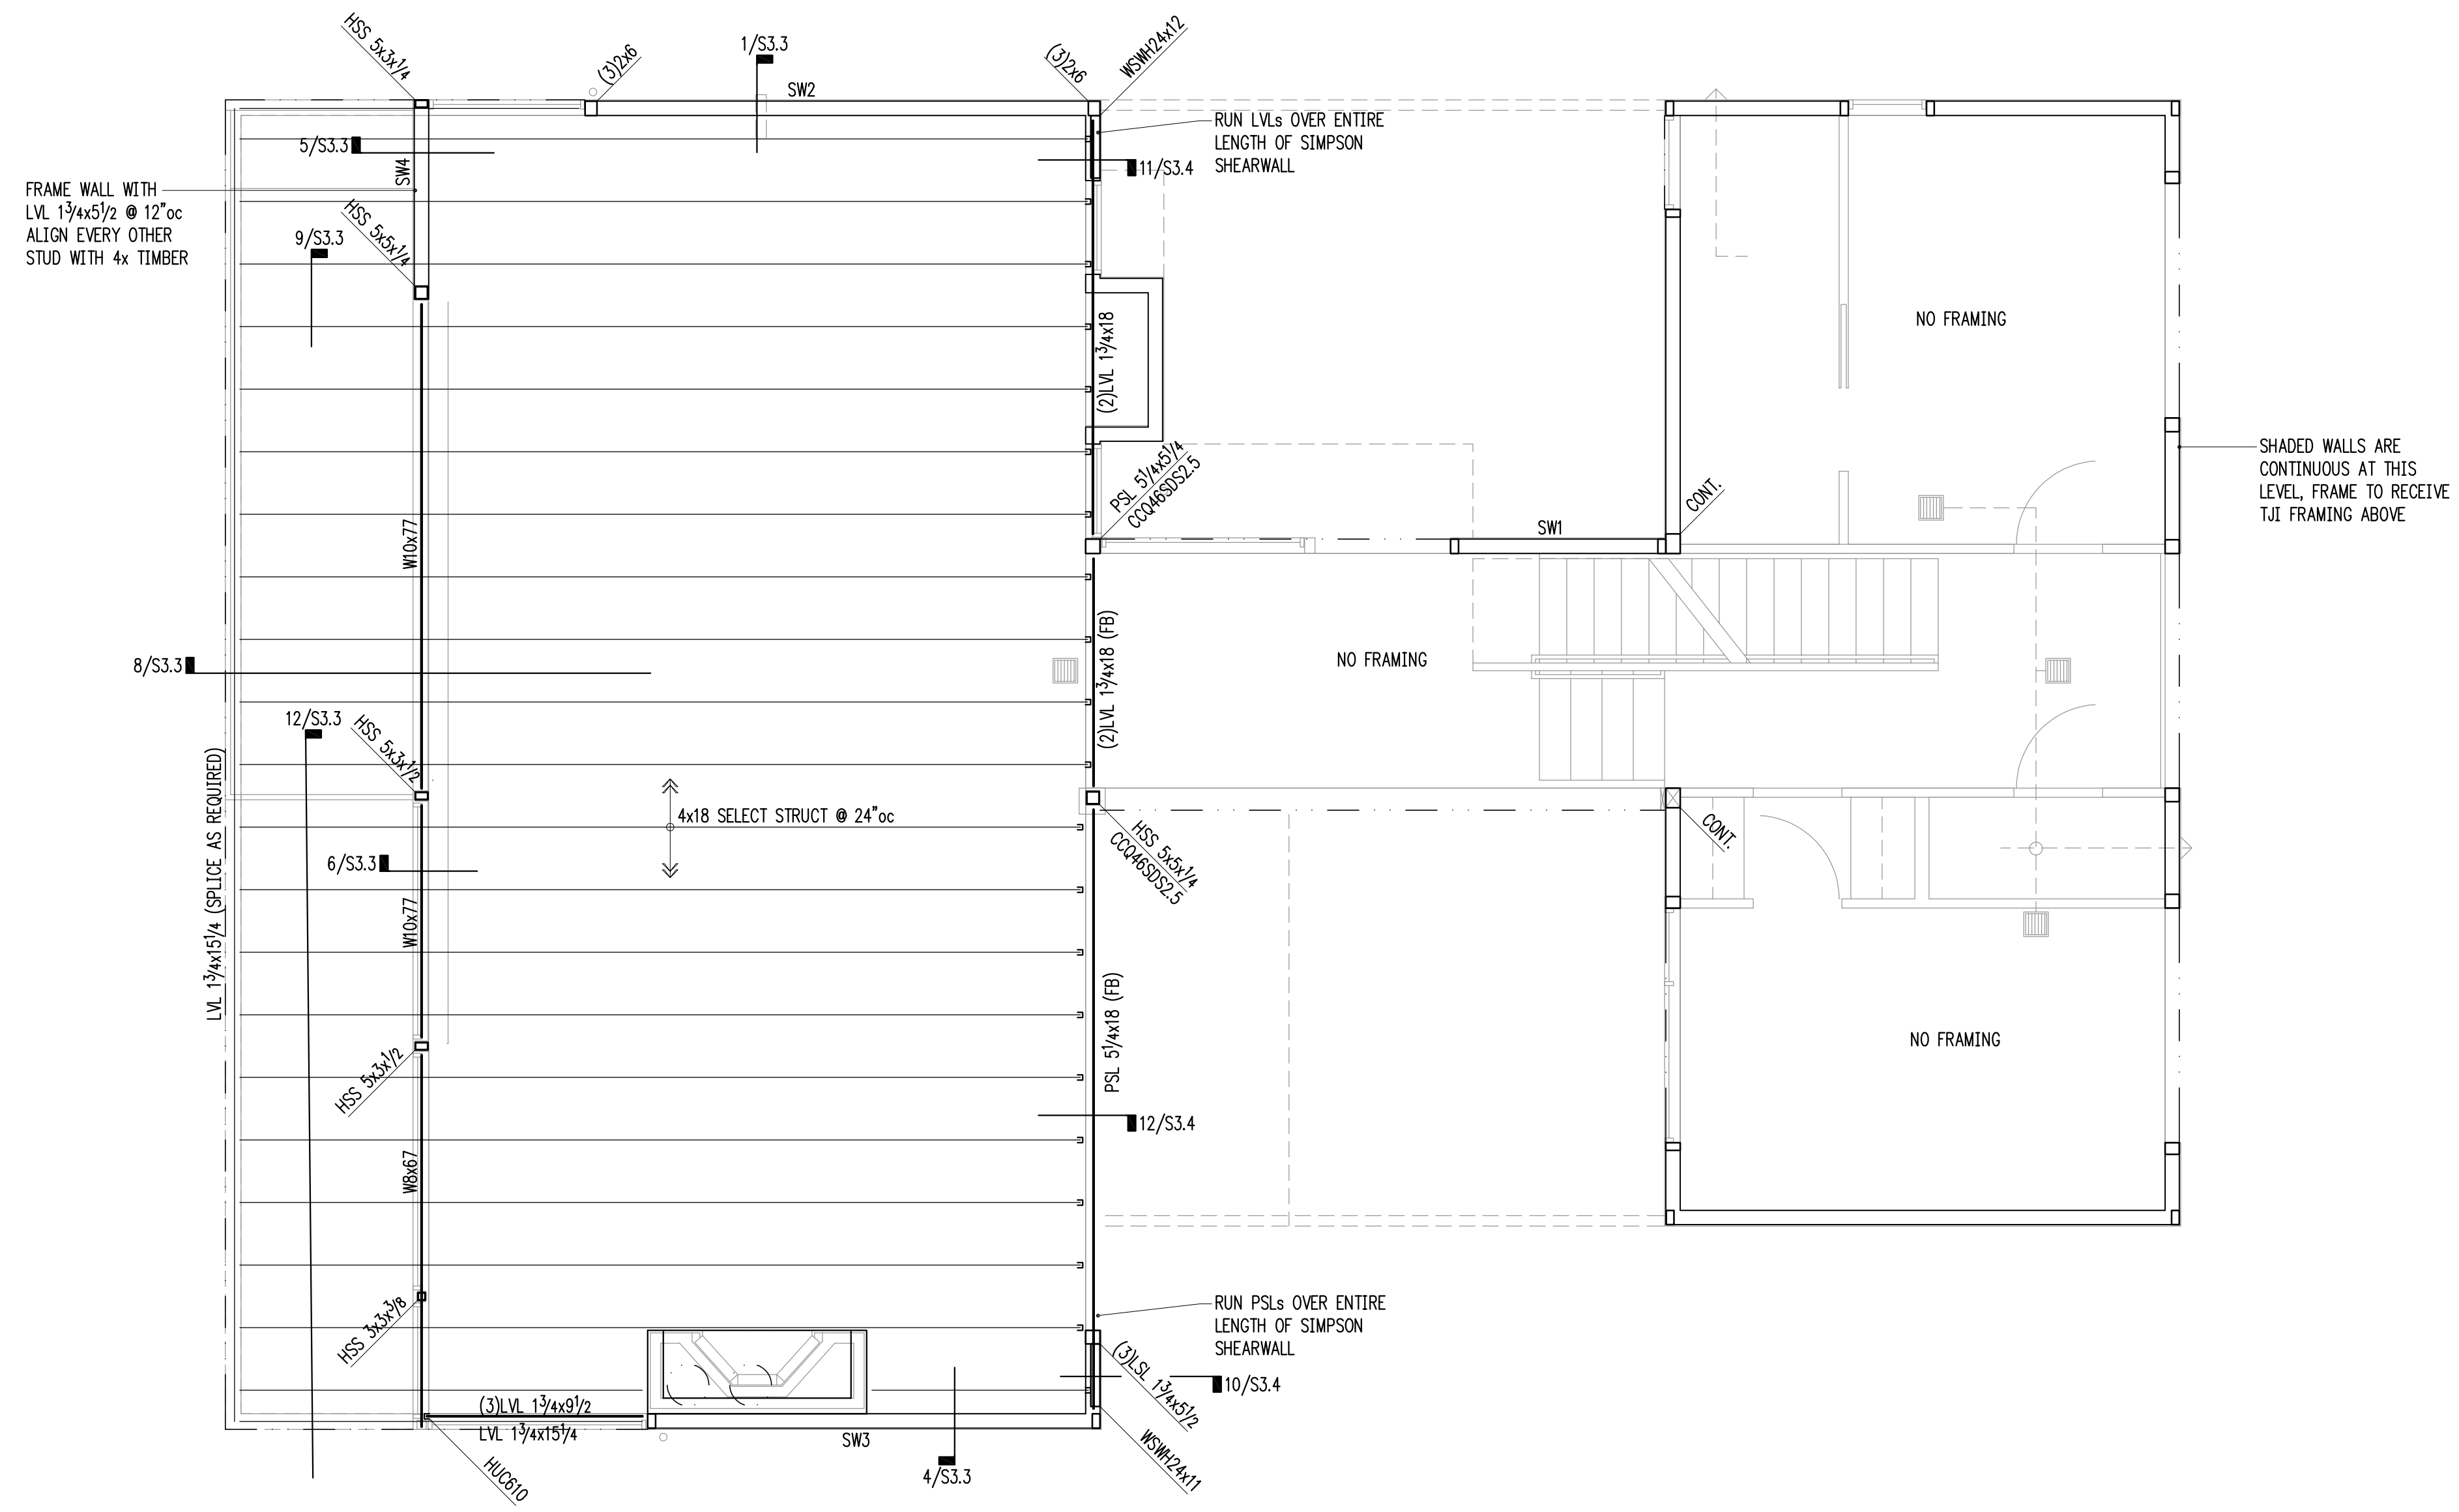 HSS 5x3x1/4
(3)2x6
1/S3.3
SW2
(3)2x6
WSWH24x12
RUN LVLs OVER ENTIRE
LENGTH OF SIMPSON
SHEARWALL
5/S3.3
SW4
11/S3.4
FRAME WALL WITH
LVL 1 3/4x5 1/2 @ 12"oc
ALIGN EVERY OTHER
STUD WITH 4x TIMBER
HSS 5x5x1/4
9/S3.3
NO FRAMING
(2)LVL 1 3/4x18
PSL 5 1/4x5 1/4
CCQ46SDS2.5
CONT.
SHADED WALLS ARE
CONTINUOUS AT THIS
LEVEL, FRAME TO RECEIVE
TJI FRAMING ABOVE
W10x77
SW1
8/S3.3
(2)LVL 1 3/4x18 (FB)
NO FRAMING
12/S3.3
HSS 5x3x1/2
LVL 1 3/4x15 1/4 (SPLICE AS REQUIRED)
4x18 SELECT STRUCT @ 24"oc
6/S3.3
HSS 5x5x1/4
CCQ46SDS2.5
CONT.
W10x77
PSL 5 1/4x18 (FB)
NO FRAMING
HSS 5x3x1/2
12/S3.4
W8x67
HSS 3x3x3/8
RUN PSLs OVER ENTIRE
LENGTH OF SIMPSON
SHEARWALL
(3)LSL 1 3/4x5 1/2
10/S3.4
(3)LVL 1 3/4x9 1/2
LVL 1 3/4x15 1/4
SW3
HUC610
4/S3.3
WSWH24x11